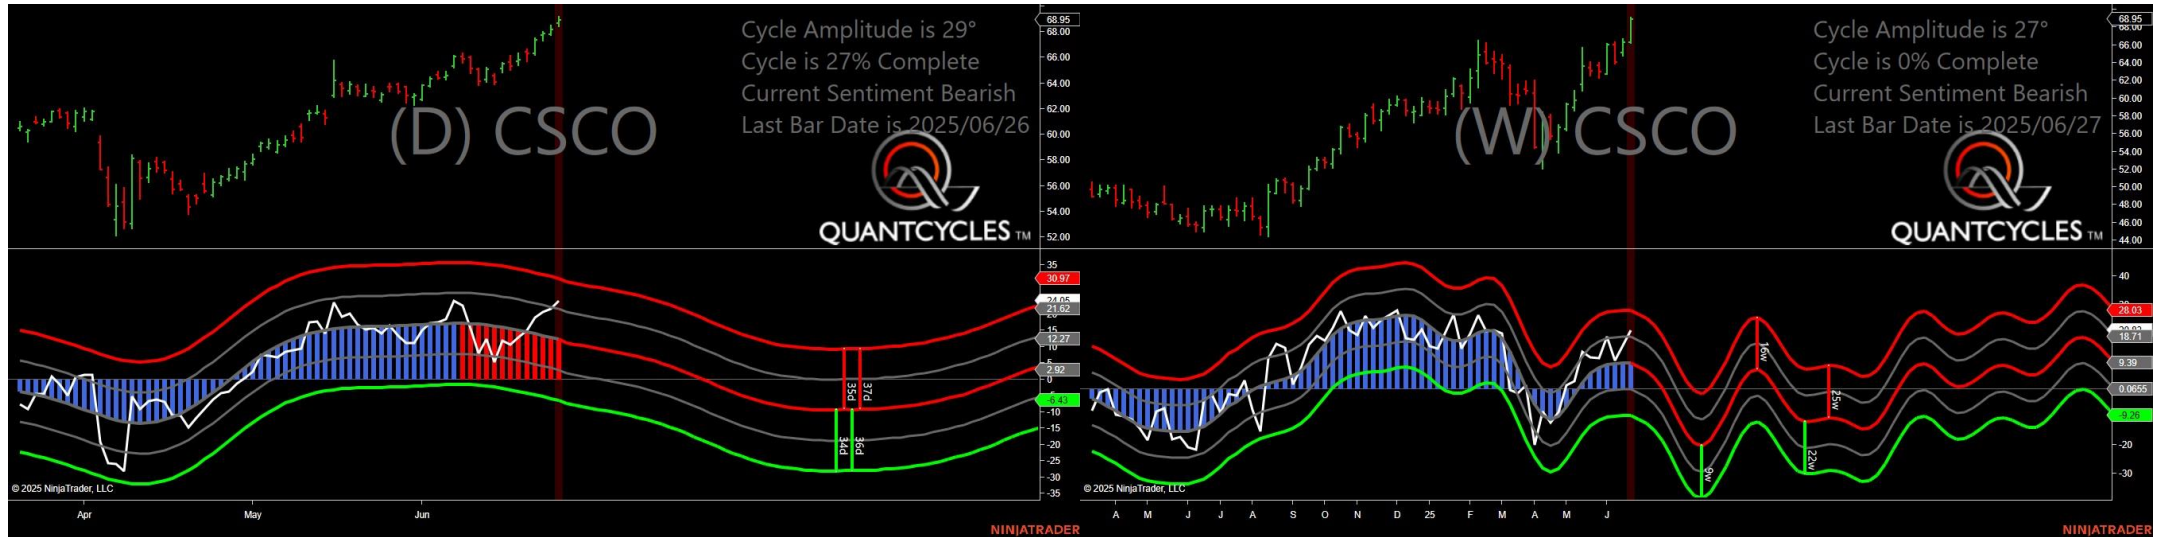 Cycle Amplitude is 29°
Cycle is 27% Complete
Current Sentiment Bearish
Last Bar Date is 2025/06/26
(D) CSCO
QUANTCYCLES TM
68.95
68.00
66.00
64.00
62.00
60.00
58.00
56.00
54.00
52.00
35
30.97
24.05
21.62
15
12.27
10
5
2.92
0
-6.43
-10
-15
-20
-25
-30
-35
35d
37d
34d
36d
© 2025 NinjaTrader, LLC
Apr
May
Jun
NINJATRADER
Cycle Amplitude is 27°
Cycle is 0% Complete
Current Sentiment Bearish
Last Bar Date is 2025/06/27
(W) CSCO
QUANTCYCLES TM
68.95
68.00
66.00
64.00
62.00
60.00
58.00
56.00
54.00
52.00
50.00
48.00
46.00
44.00
40
28.03
18.71
9.39
0.0655
-9.26
-20
-30
16w
25w
9w
22w
© 2025 NinjaTrader, LLC
A M J J A S O N D 25 F M A M J
NINJATRADER